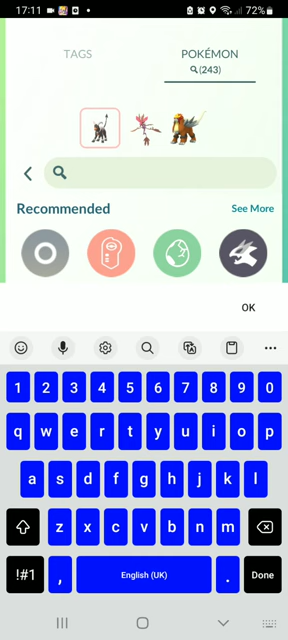 17:11
72%
TAGS
POKÉMON
(243)
Recommended
See More
OK
1 2 3 4 5 6 7 8 9 0
q w e r t y u i o p
a s d f g h j k l
z x c v b n m
!#1 , English (UK) . Done